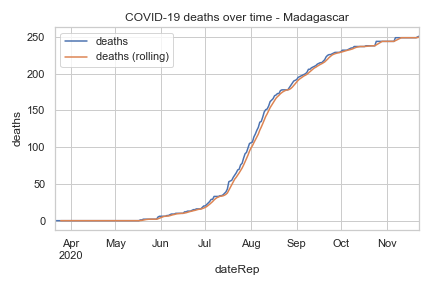 COVID-19 deaths over time - Madagascar
deaths
deaths (rolling)
250
200
150
100
50
0
deaths
Apr May Jun Jul Aug Sep Oct Nov
2020
dateRep